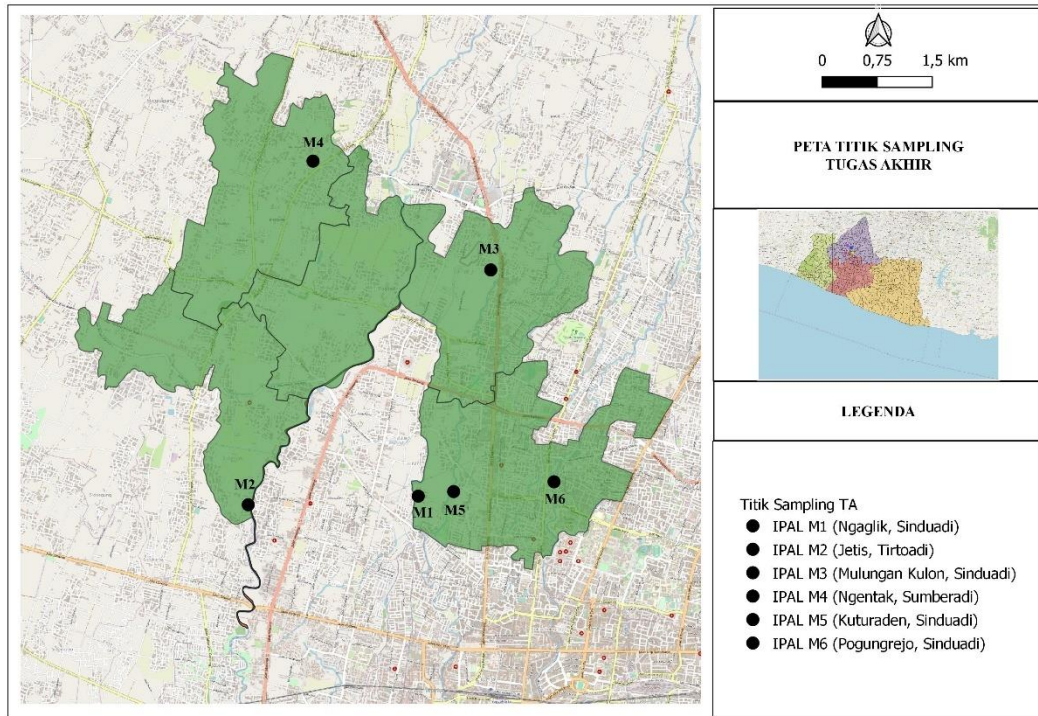 M4
M3
M2
M1
M5
M6
0 0,75 1,5 km
PETA TITIK SAMPLING
TUGAS AKHIR
LEGENDA
Titik Sampling TA
IPAL M1 (Ngaglik, Sinduadi)
IPAL M2 (Jetis, Tirtoadi)
IPAL M3 (Mulungan Kulon, Sinduadi)
IPAL M4 (Ngentak, Sumberadi)
IPAL M5 (Kuturaden, Sinduadi)
IPAL M6 (Pogungrejo, Sinduadi)